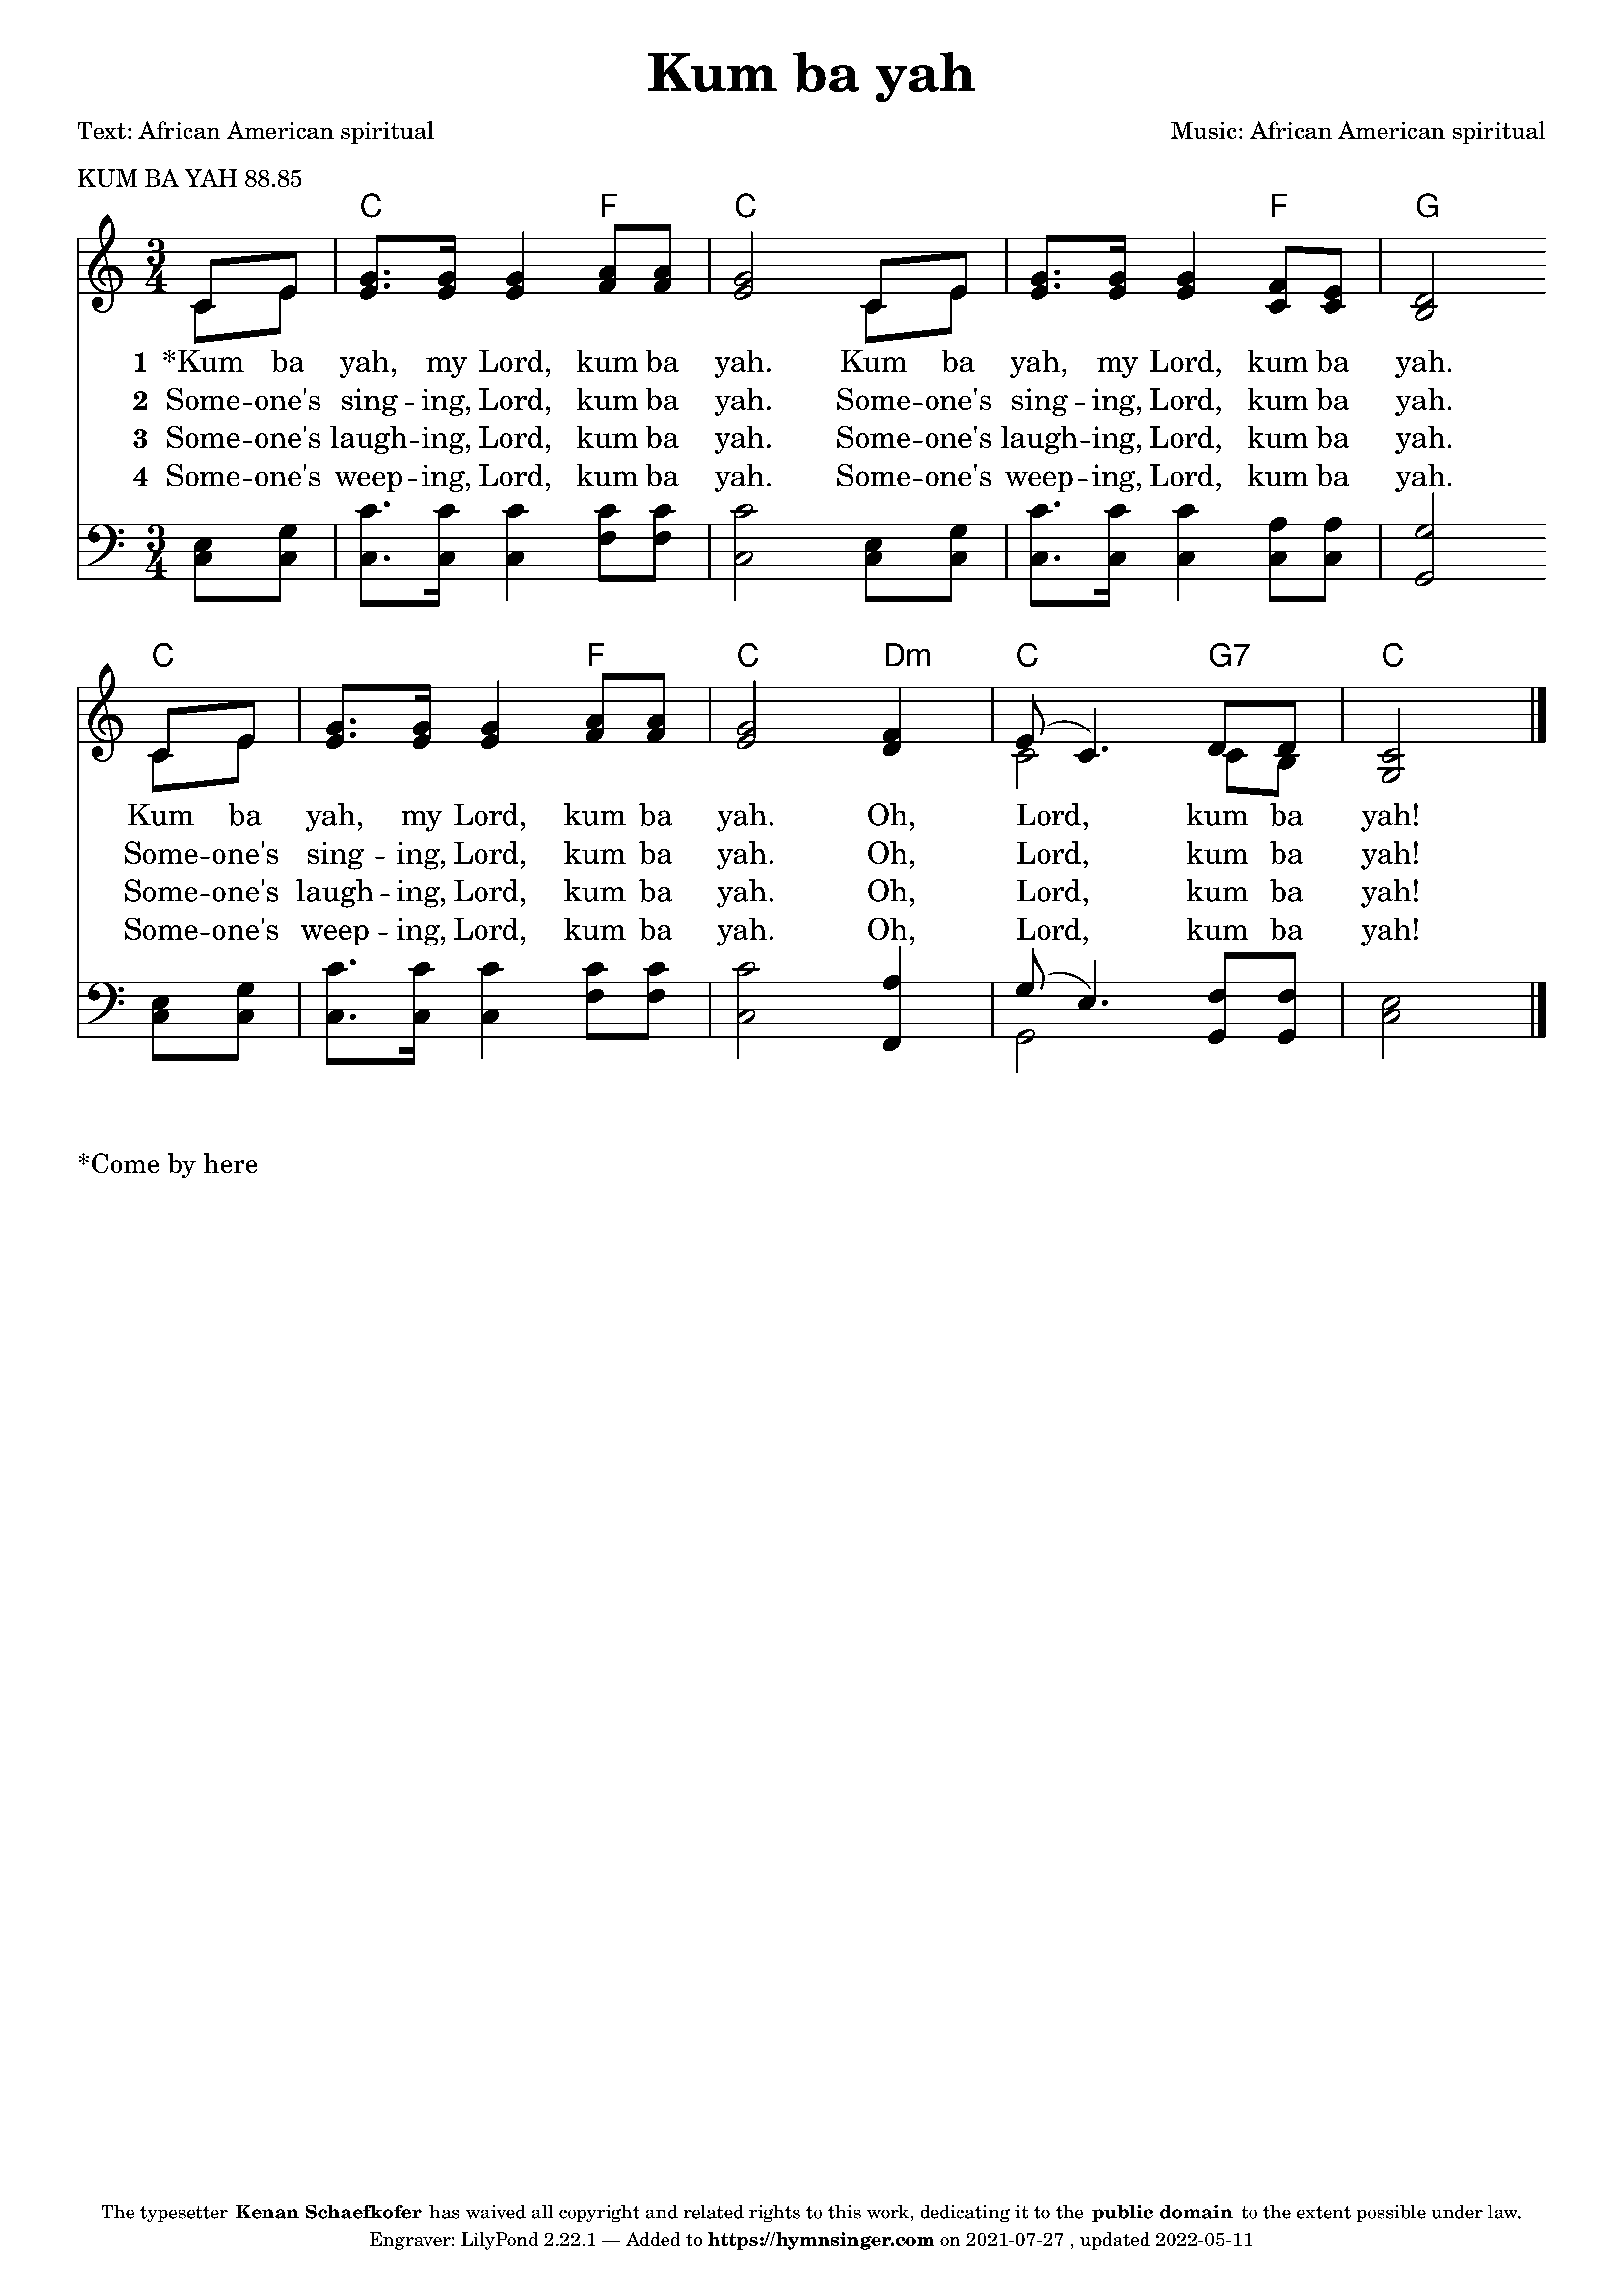 Kum ba yah
Text: African American spiritual
Music: African American spiritual
KUM BA YAH 88.85
C F C F G
3 4
1 *Kum ba yah, my Lord, kum ba yah. Kum ba yah, my Lord, kum ba yah.
2 Some -- one's sing -- ing, Lord, kum ba yah. Some -- one's sing -- ing, Lord, kum ba yah.
3 Some -- one's laugh -- ing, Lord, kum ba yah. Some -- one's laugh -- ing, Lord, kum ba yah.
4 Some -- one's weep -- ing, Lord, kum ba yah. Some -- one's weep -- ing, Lord, kum ba yah.
3 4
C F C Dm C G7 C
Kum ba yah, my Lord, kum ba yah. Oh, Lord, kum ba yah!
Some -- one's sing -- ing, Lord, kum ba yah. Oh, Lord, kum ba yah!
Some -- one's laugh -- ing, Lord, kum ba yah. Oh, Lord, kum ba yah!
Some -- one's weep -- ing, Lord, kum ba yah. Oh, Lord, kum ba yah!
*Come by here
The typesetter Kenan Schaefkofer has waived all copyright and related rights to this work, dedicating it to the public domain to the extent possible under law.
Engraver: LilyPond 2.22.1 — Added to https://hymnsinger.com on 2021-07-27 , updated 2022-05-11